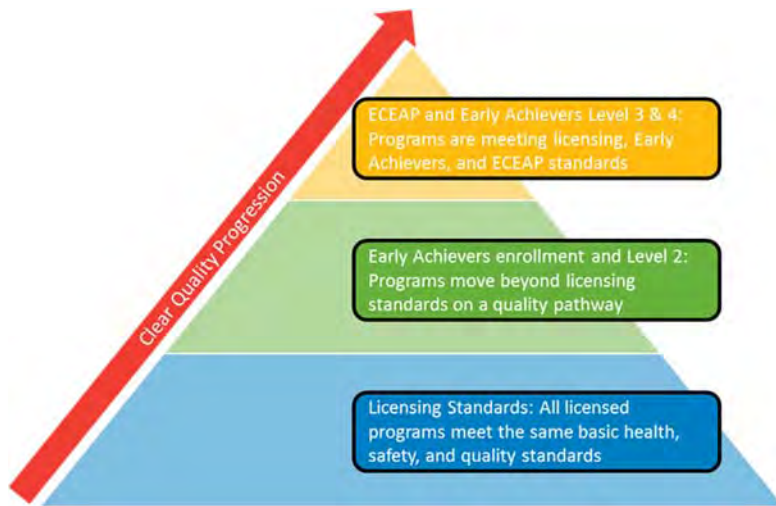 ECEAP and Early Achievers Level 3 & 4:
Programs are meeting licensing, Early
Achievers, and ECEAP standards
Clear Quality Progression
Early Achievers enrollment and Level 2:
Programs move beyond licensing
standards on a quality pathway
Licensing Standards: All licensed
programs meet the same basic health,
safety, and quality standards